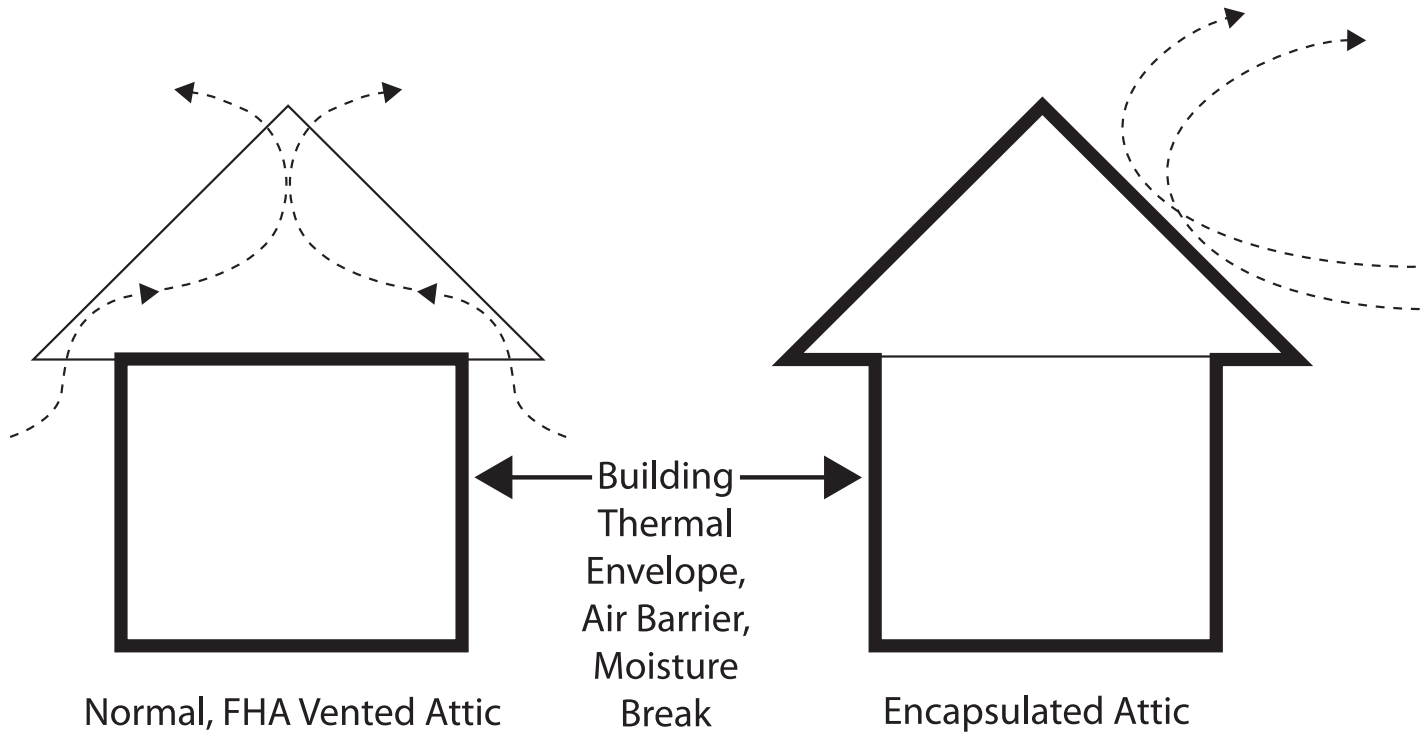 Building
Thermal
Envelope,
Air Barrier,
Moisture
Break
Normal, FHA Vented Attic
Encapsulated Attic